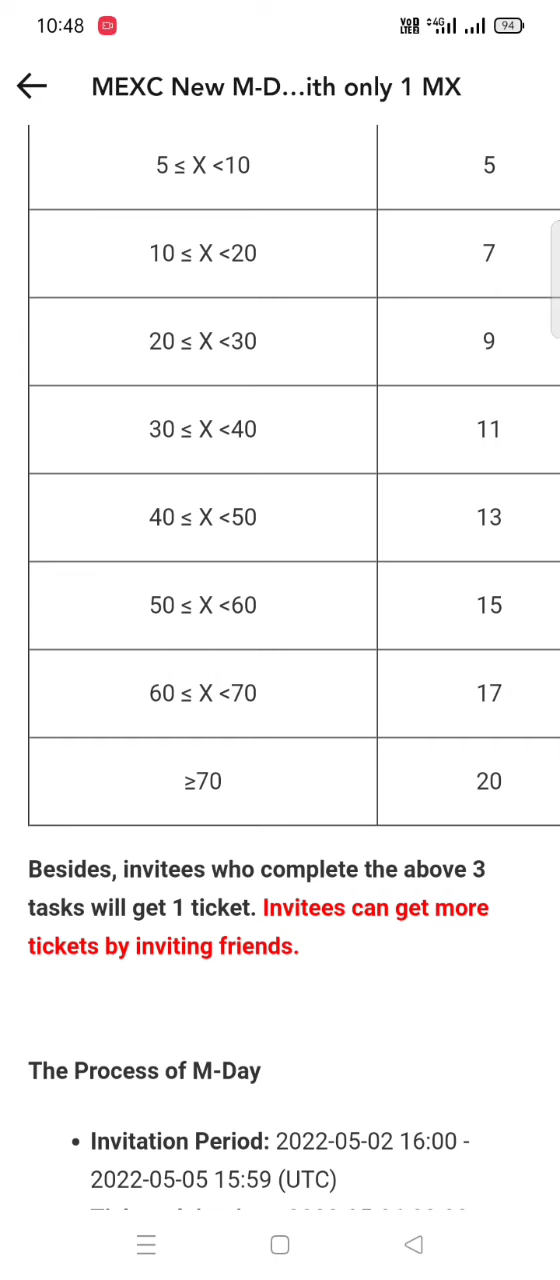 10:48
VoD LTE2 4G 94
MEXC New M-D...ith only 1 MX
5 ≤ X <10 5
10 ≤ X <20 7
20 ≤ X <30 9
30 ≤ X <40 11
40 ≤ X <50 13
50 ≤ X <60 15
60 ≤ X <70 17
≥70 20
Besides, invitees who complete the above 3
tasks will get 1 ticket. Invitees can get more
tickets by inviting friends.
The Process of M-Day
• Invitation Period: 2022-05-02 16:00 -
2022-05-05 15:59 (UTC)